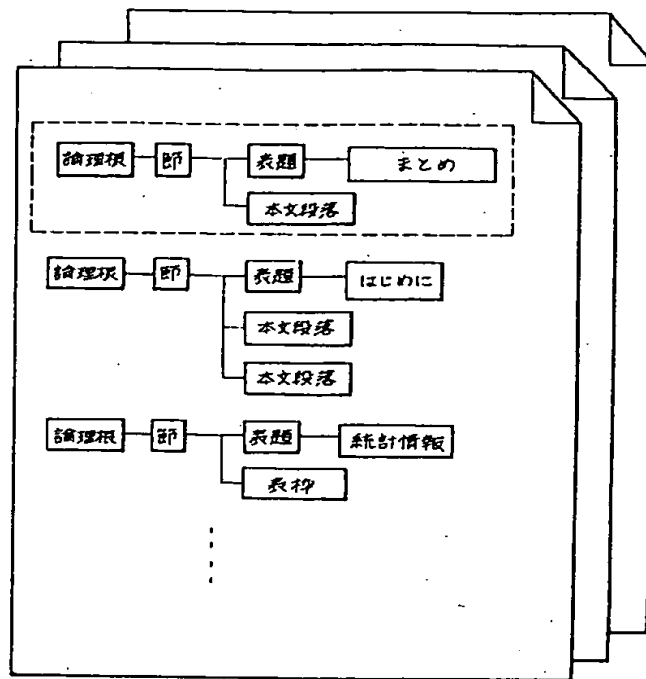 論理根 節 表題 まとめ
本文段落
論理根 節 表題 はじめに
本文段落
本文段落
論理根 節 表題 統計情報
表枠